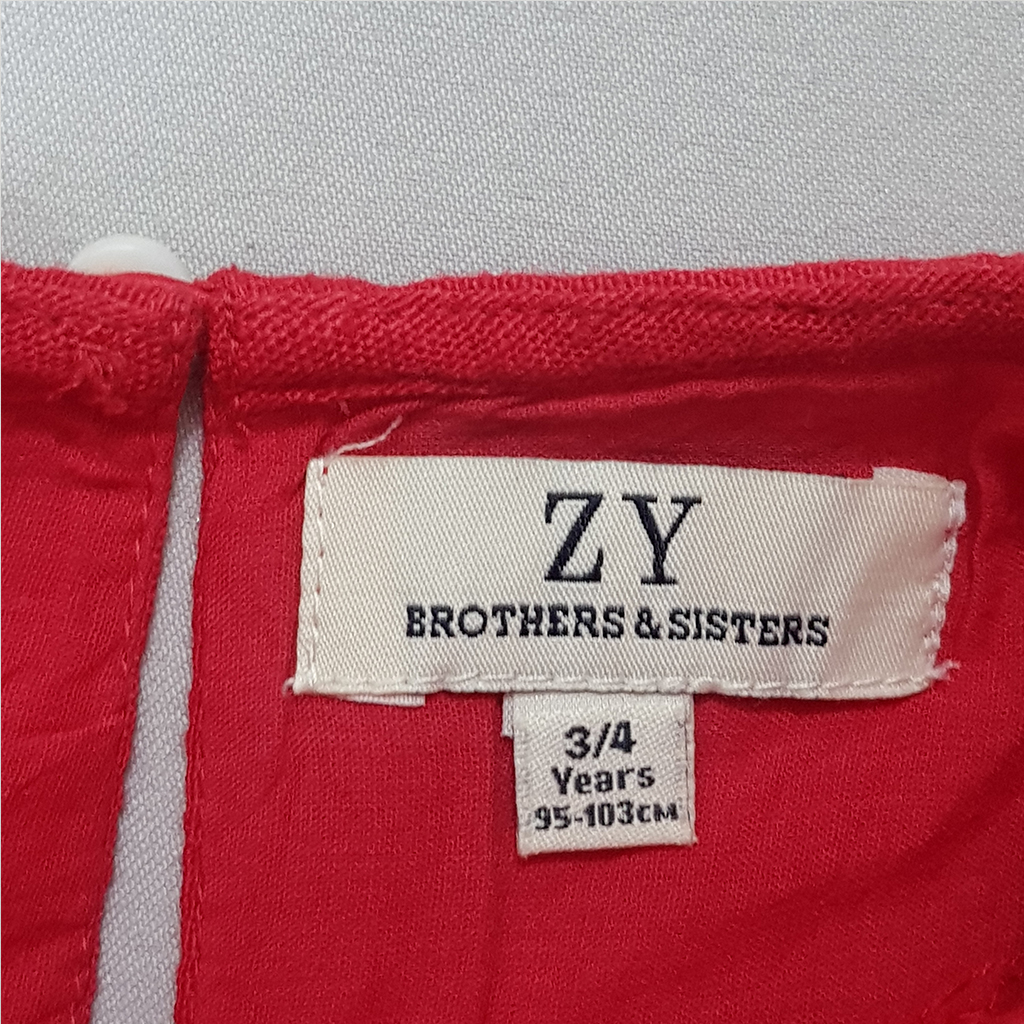 ZY
BROTHERS & SISTERS
3/4
Years
95-103CM